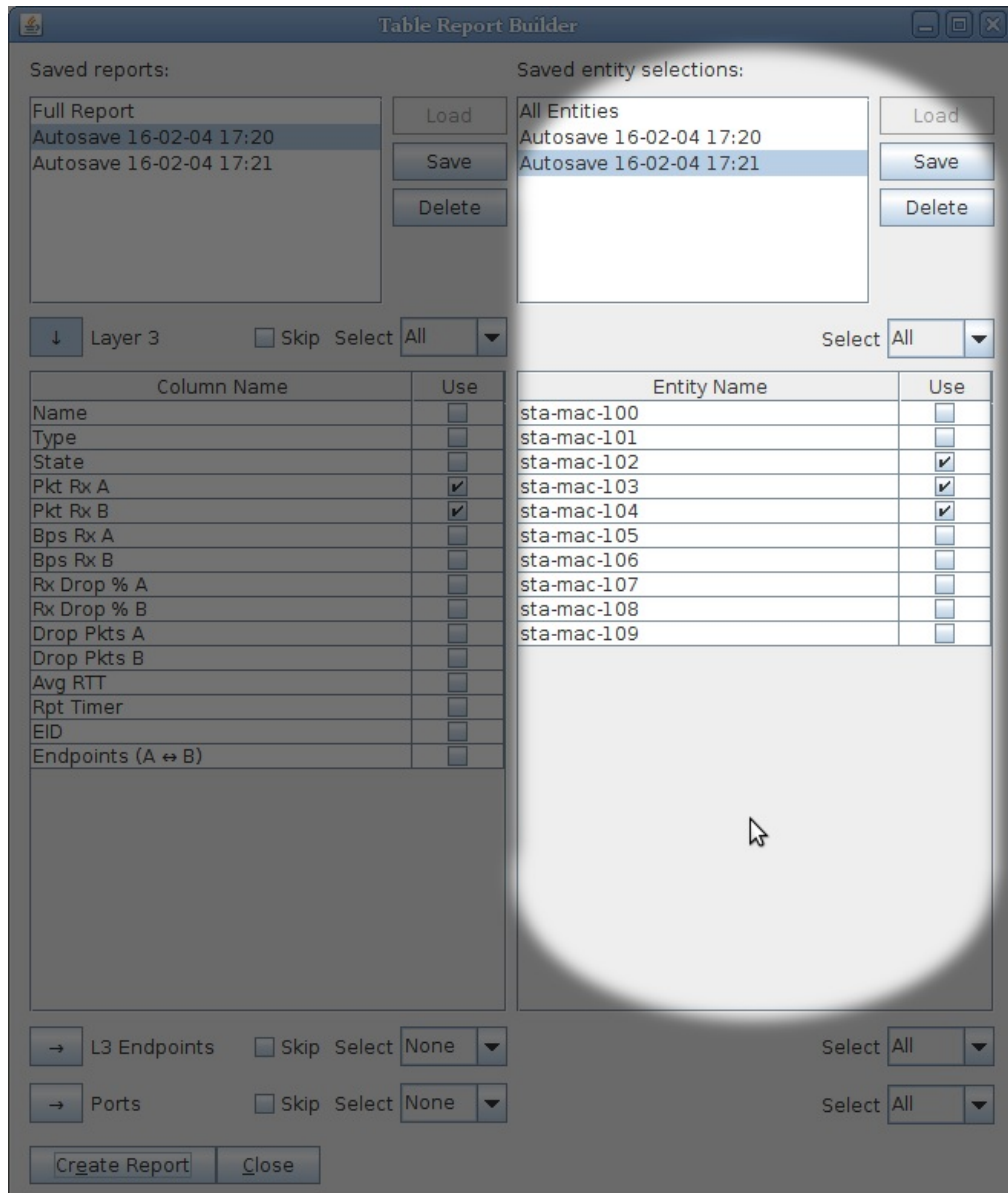 Table Report Builder
Saved reports:
Full Report
Autosave 16-02-04 17:20
Autosave 16-02-04 17:21
Load
Save
Delete
Saved entity selections:
All Entities
Autosave 16-02-04 17:20
Autosave 16-02-04 17:21
Load
Save
Delete
↓ Layer 3 Skip Select All
Select All
Column Name Use
Name
Type
State
Pkt Rx A
Pkt Rx B
Bps Rx A
Bps Rx B
Rx Drop % A
Rx Drop % B
Drop Pkts A
Drop Pkts B
Avg RTT
Rpt Timer
EID
Endpoints (A ↔ B)
Entity Name Use
sta-mac-100
sta-mac-101
sta-mac-102
sta-mac-103
sta-mac-104
sta-mac-105
sta-mac-106
sta-mac-107
sta-mac-108
sta-mac-109
→ L3 Endpoints Skip Select None
Select All
→ Ports Skip Select None
Select All
Create Report Close